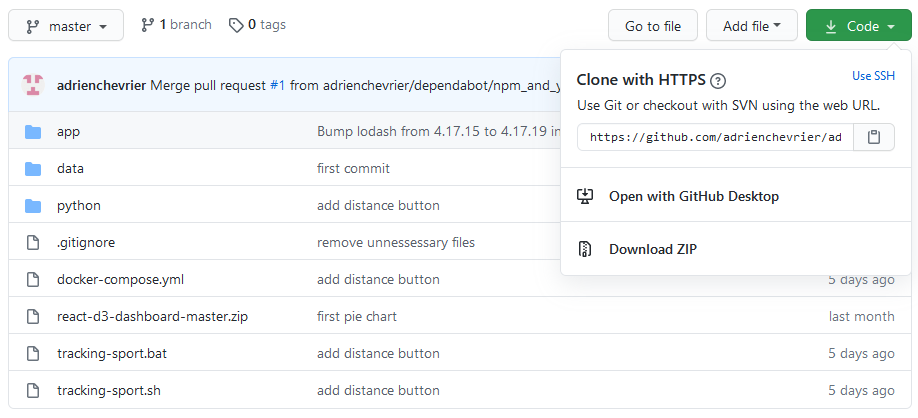 master 1 branch 0 tags Go to file Add file Code
Clone with HTTPS Use SSH
Use Git or checkout with SVN using the web URL.
https://github.com/adrienchevrier/ad
Open with GitHub Desktop
Download ZIP
adrienchevrier Merge pull request #1 from adrienchevrier/dependabot/npm_and_y
app Bump lodash from 4.17.15 to 4.17.19 in
data first commit
python add distance button
.gitignore remove unnessessary files
docker-compose.yml add distance button 5 days ago
react-d3-dashboard-master.zip first pie chart last month
tracking-sport.bat add distance button 5 days ago
tracking-sport.sh add distance button 5 days ago